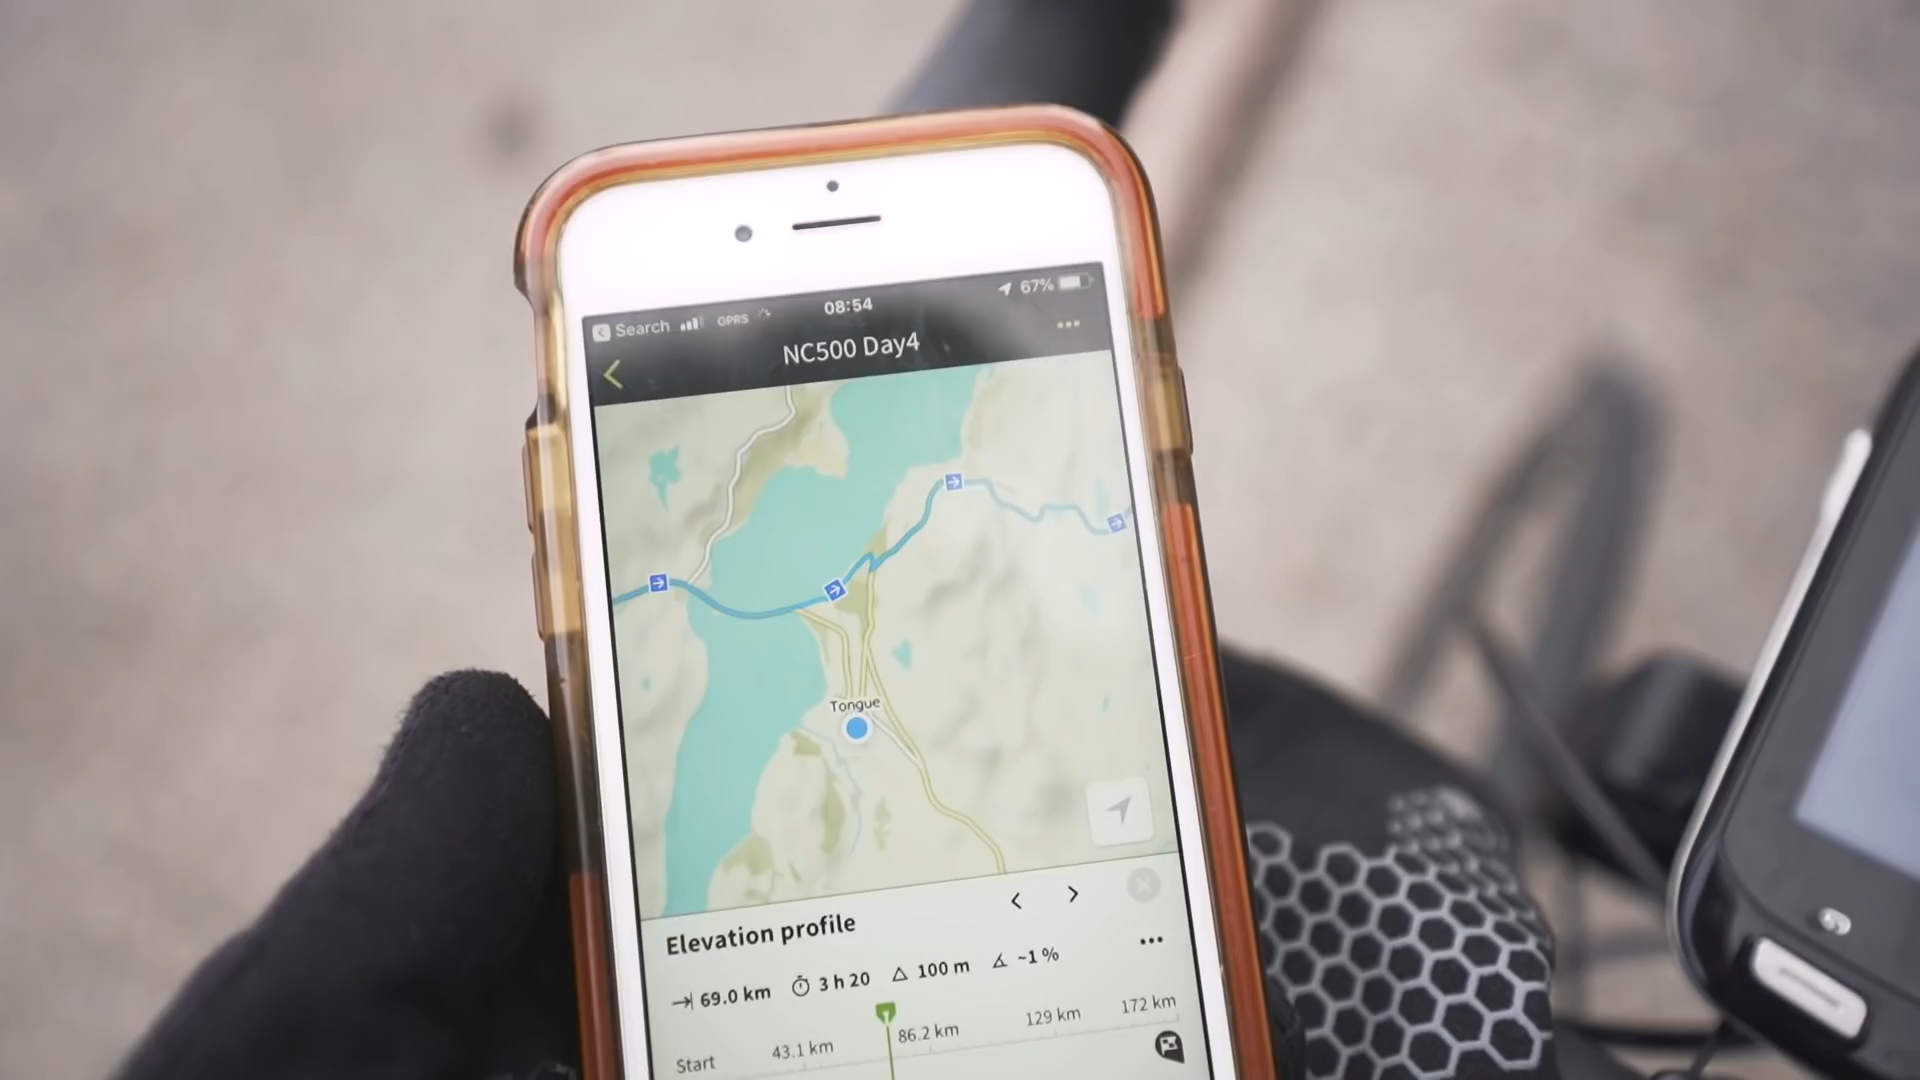 Search GPRS 08:54 67%
NC500 Day4
Tongue
Elevation profile
69.0 km 3 h 20 100 m ~1 %
Start 43.1 km 86.2 km 129 km 172 km